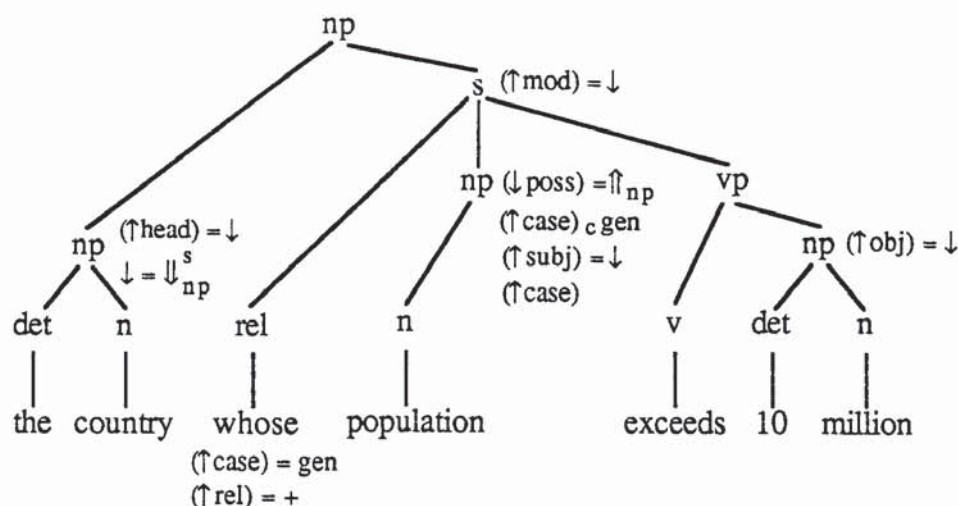 np
s (↑mod) = ↓
np (↓poss) = ⇑np
vp
(↑case) c gen
np (↑head) = ↓
(↑subj) = ↓
np (↑obj) = ↓
↓ = ⇓ s np
(↑case)
det n rel n v det n
the country whose population exceeds 10 million
(↑case) = gen
(↑rel) = +